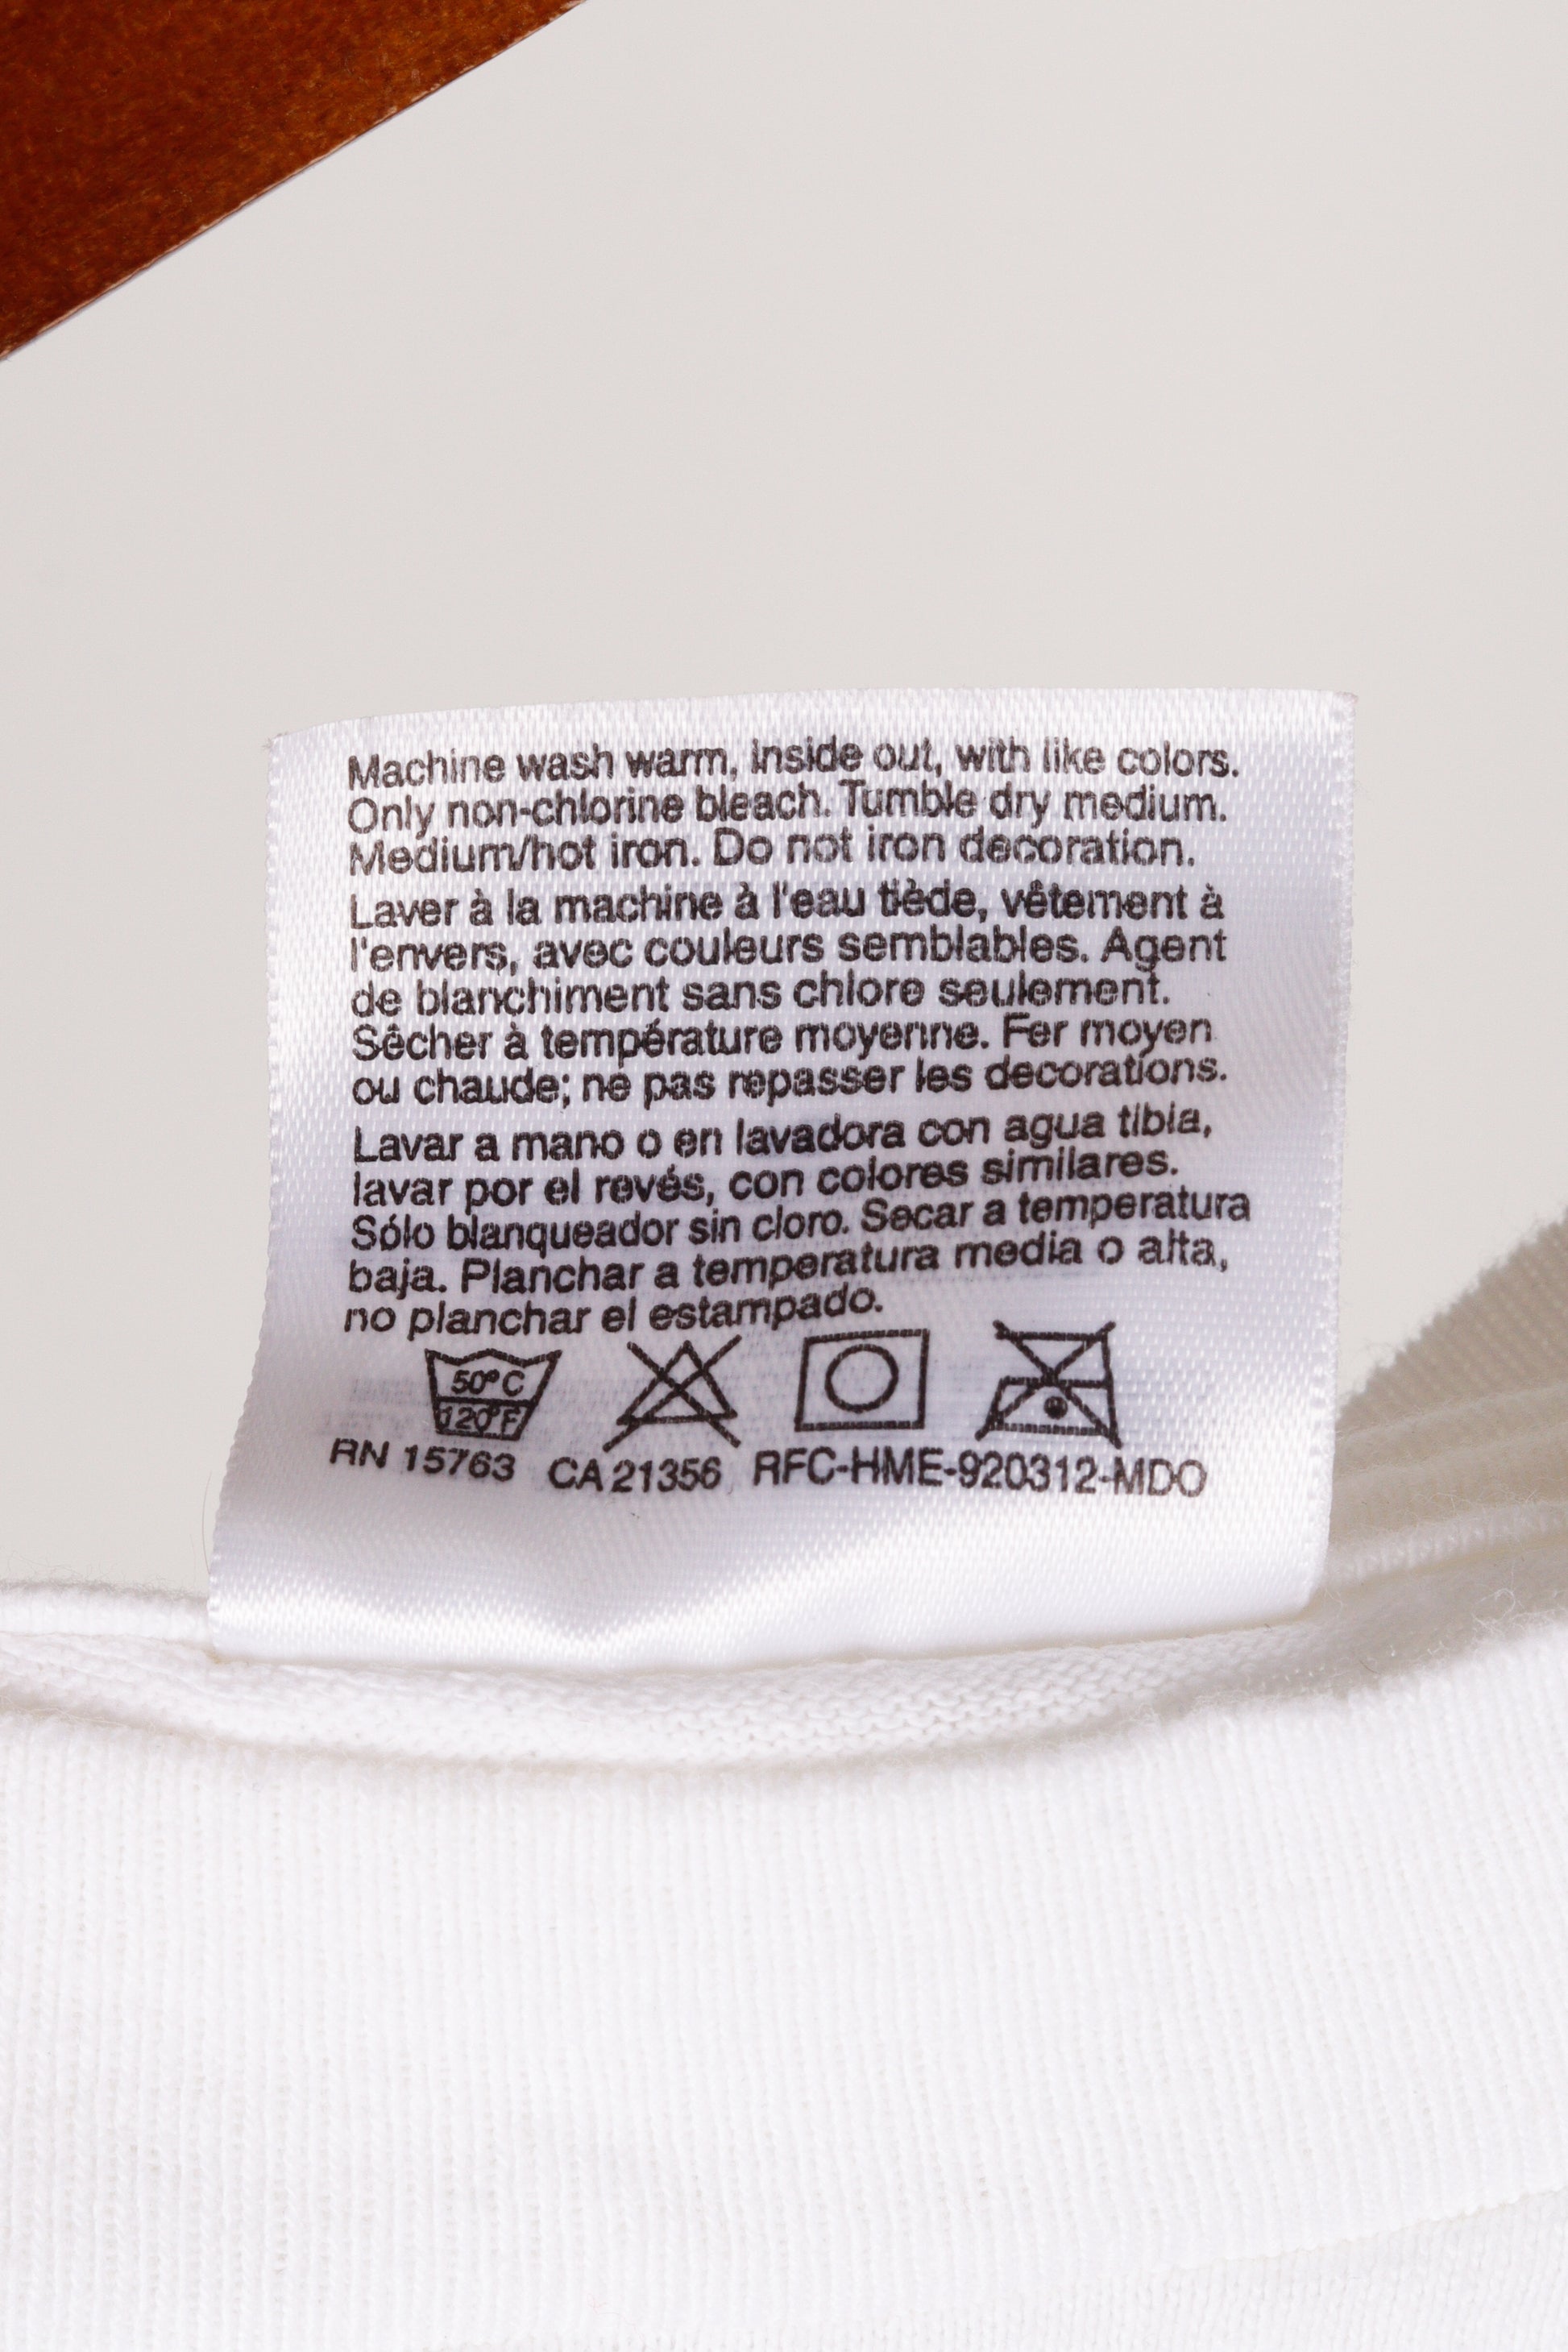 Machine wash warm, inside out, with like colors.
Only non-chlorine bleach. Tumble dry medium.
Medium/hot iron. Do not iron decoration.
Laver à la machine à l'eau tiède, vêtement à
l'envers, avec couleurs semblables. Agent
de blanchiment sans chlore seulement.
Sêcher à température moyenne. Fer moyen
ou chaude; ne pas repasser les decorations.
Lavar a mano o en lavadora con agua tibia,
lavar por el revés, con colores similares.
Sólo blanqueador sin cloro. Secar a temperatura
baja. Planchar a temperatura media o alta,
no planchar el estampado.
50°C
120°F
RN 15763 CA 21356 RFC-HME-920312-MDO